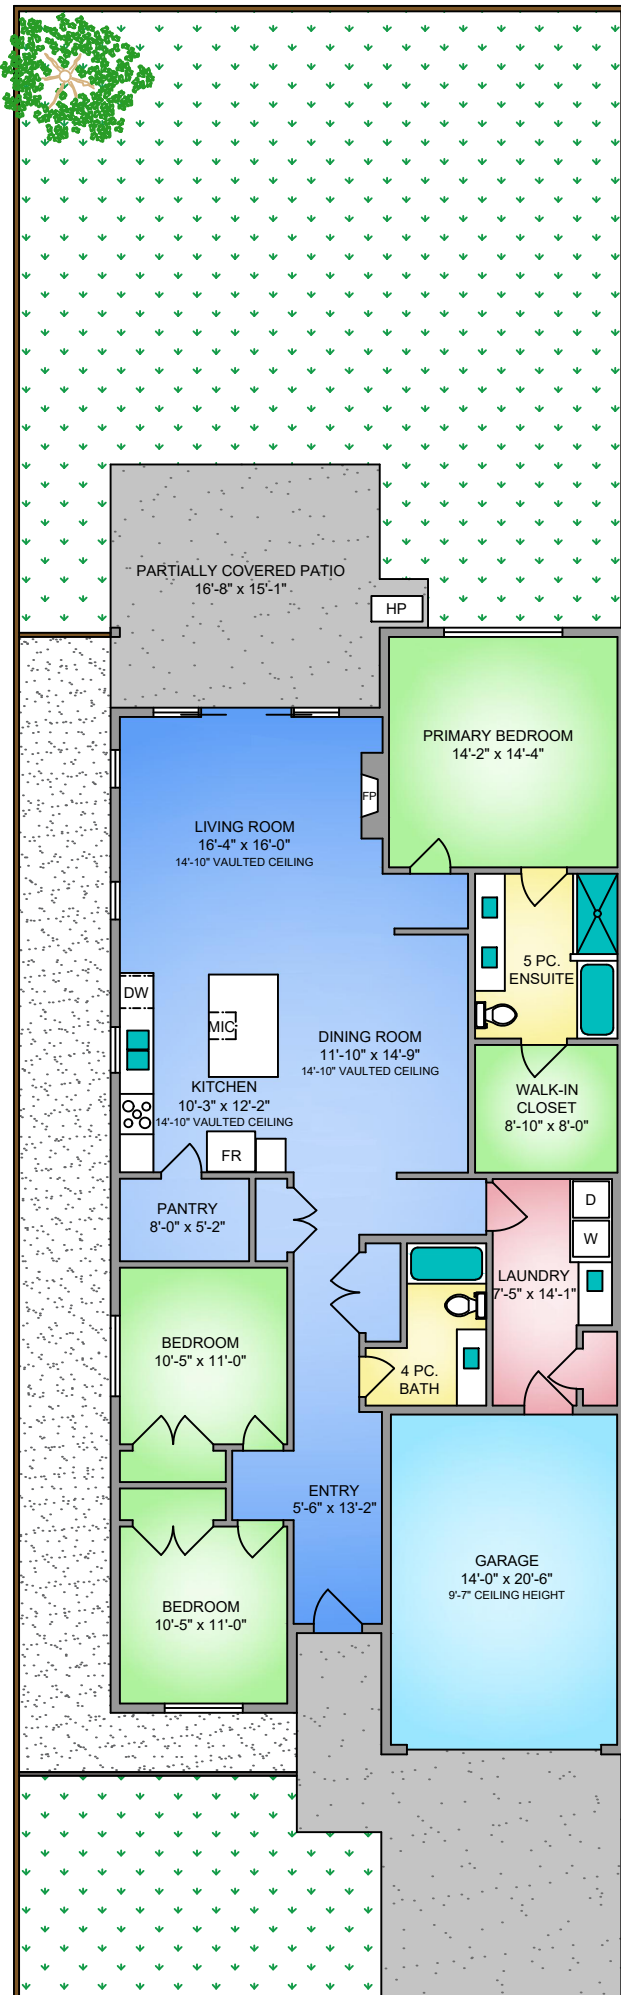 PARTIALLY COVERED PATIO
16'-8" x 15'-1"
HP
PRIMARY BEDROOM
14'-2" x 14'-4"
FP
LIVING ROOM
16'-4" x 16'-0"
14'-10" VAULTED CEILING
5 PC.
ENSUITE
DW
MIC
DINING ROOM
11'-10" x 14'-9"
14'-10" VAULTED CEILING
KITCHEN
10'-3" x 12'-2"
14'-10" VAULTED CEILING
WALK-IN
CLOSET
8'-10" x 8'-0"
FR
PANTRY
8'-0" x 5'-2"
D
W
LAUNDRY
7'-5" x 14'-1"
BEDROOM
10'-5" x 11'-0"
4 PC.
BATH
ENTRY
5'-6" x 13'-2"
GARAGE
14'-0" x 20'-6"
9'-7" CEILING HEIGHT
BEDROOM
10'-5" x 11'-0"